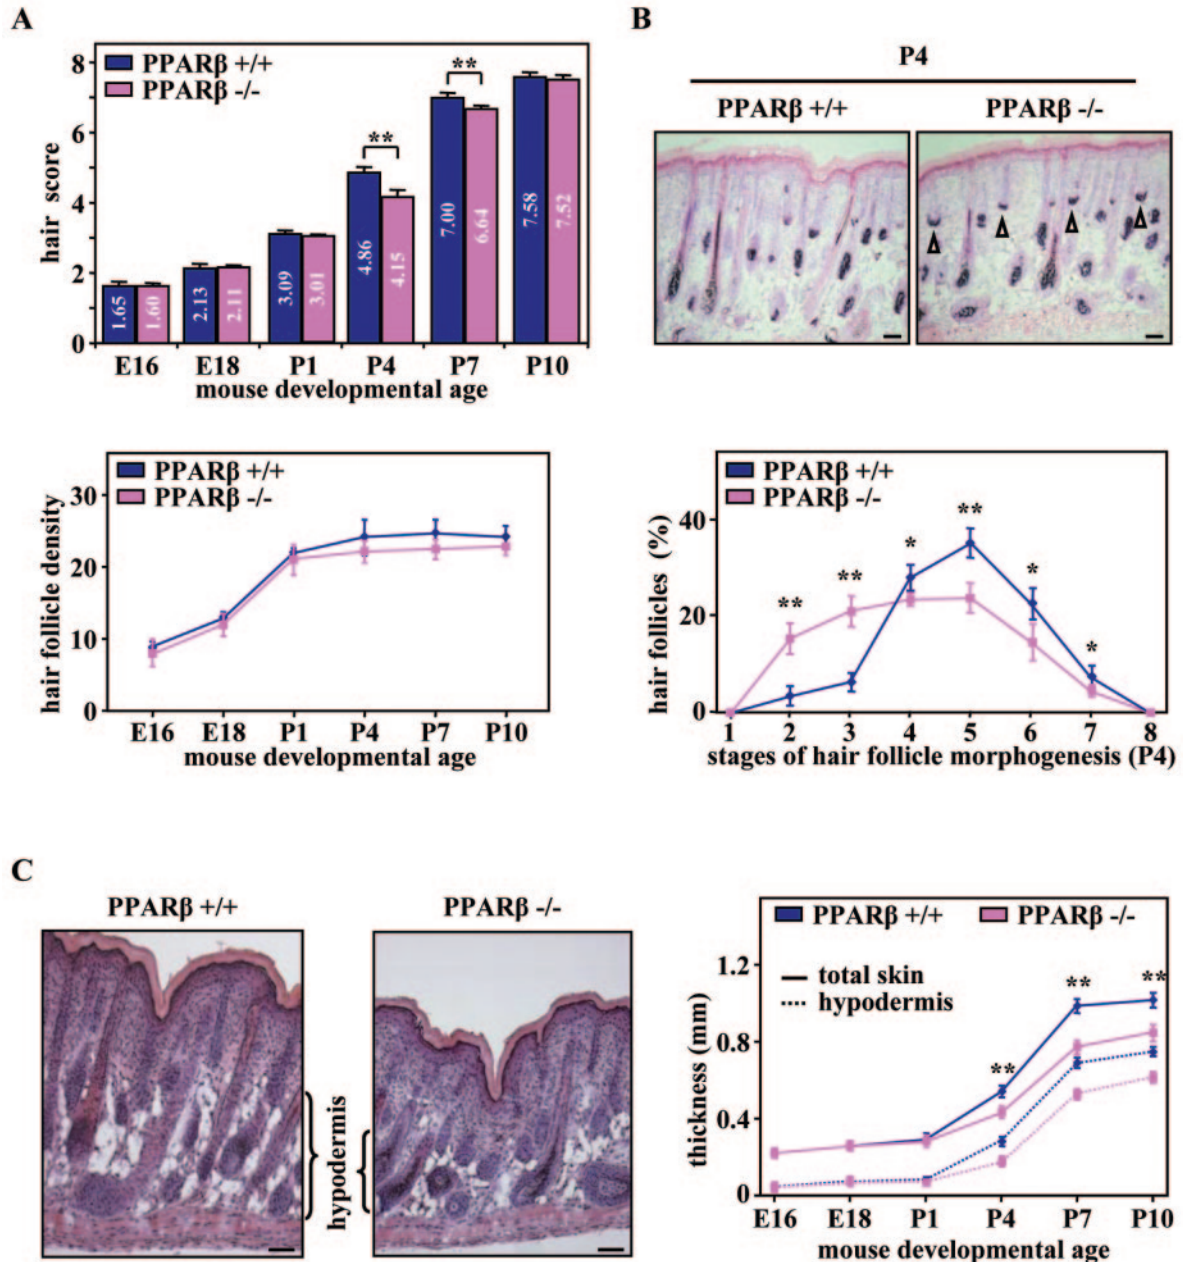 A
PPARβ +/+
PPARβ -/-
**
**
8
6
4
2
0
hair score
1.65
1.60
2.13
2.11
3.09
3.01
4.86
4.15
7.00
6.64
7.58
7.52
E16 E18 P1 P4 P7 P10
mouse developmental age
PPARβ +/+
PPARβ -/-
30
20
10
0
hair follicle density
E16 E18 P1 P4 P7 P10
mouse developmental age
B
P4
PPARβ +/+ PPARβ -/-
PPARβ +/+
PPARβ -/-
40
20
0
hair follicles (%)
** ** * ** * *
1 2 3 4 5 6 7 8
stages of hair follicle morphogenesis (P4)
C
PPARβ +/+ PPARβ -/-
hypodermis
PPARβ +/+ PPARβ -/-
total skin
hypodermis
1.2
0.8
0.4
0
thickness (mm)
** ** **
E16 E18 P1 P4 P7 P10
mouse developmental age